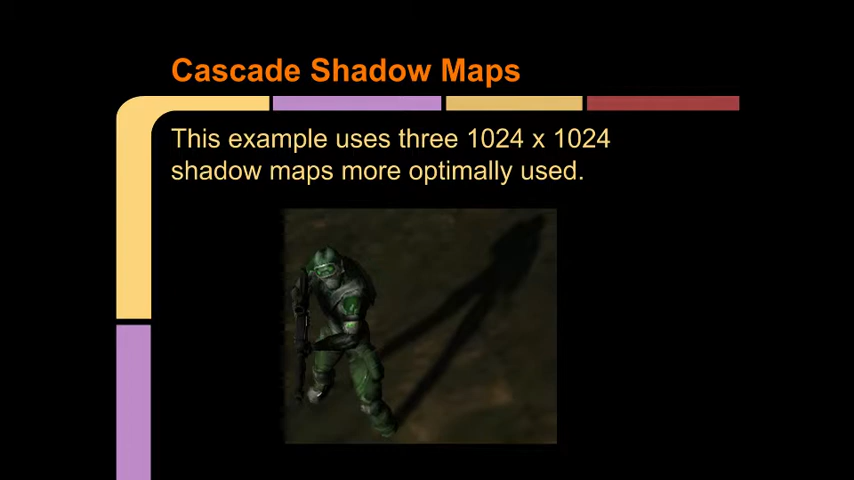 Cascade Shadow Maps
This example uses three 1024 x 1024
shadow maps more optimally used.